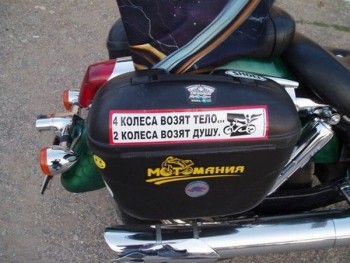 4 КОЛЕСА ВОЗЯТ ТЕЛО...
2 КОЛЕСА ВОЗЯТ ДУШУ.
МОТОМАНИЯ